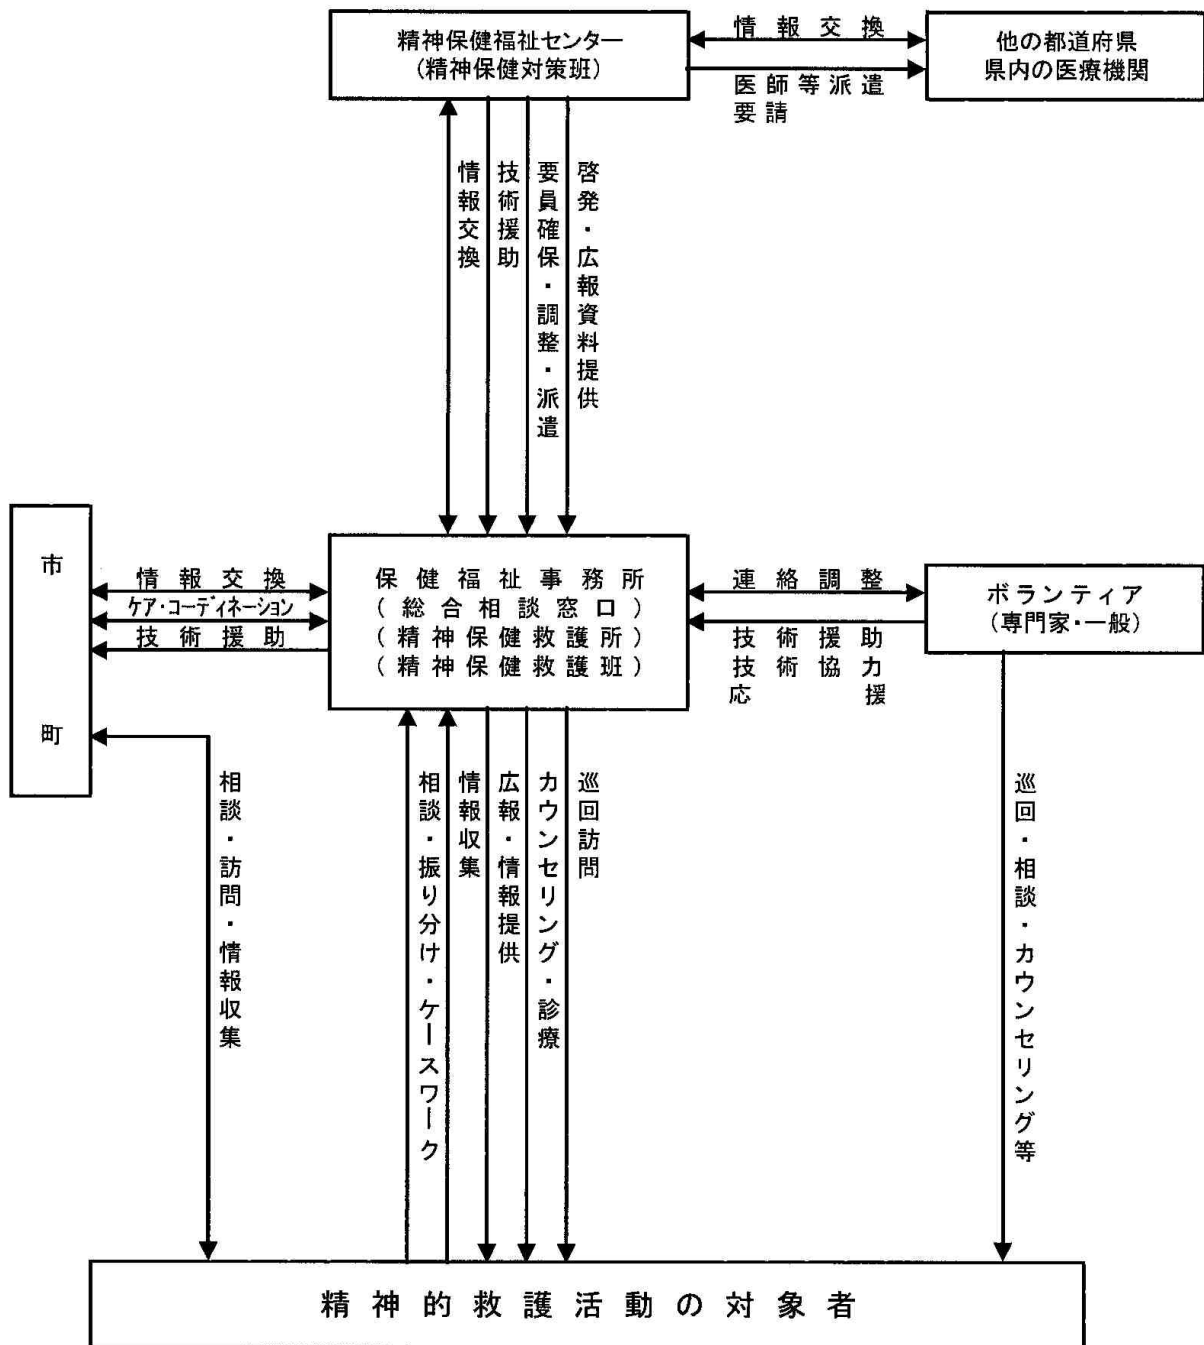 精神保健福祉センター
(精神保健対策班)
情報交換
医師等派遣
要請
他の都道府県
県内の医療機関
情報交換
技術援助
要員確保・調整・派遣
啓発・広報資料提供
市町
情報交換
ケア・コーディネーション
技術援助
保健福祉事務所
(総合相談窓口)
(精神保健救護所)
(精神保健救護班)
連絡調整
技術援助
技術協力
応援
ボランティア
(専門家・一般)
相談・訪問・情報収集
相談・振り分け・ケースワーク
情報収集
広報・情報提供
カウンセリング・診療
巡回訪問
巡回・相談・カウンセリング等
精神的救護活動の対象者